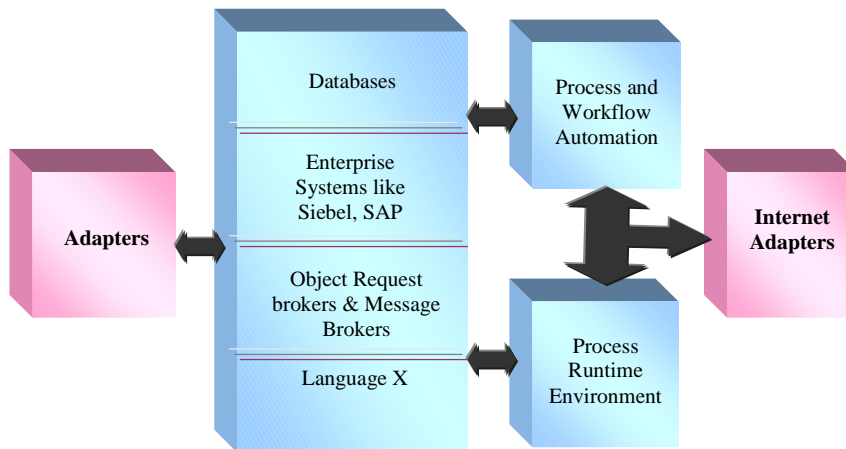 Adapters
Databases
Enterprise
Systems like
Siebel, SAP
Object Request
brokers & Message
Brokers
Language X
Process and
Workflow
Automation
Process
Runtime
Environment
Internet
Adapters